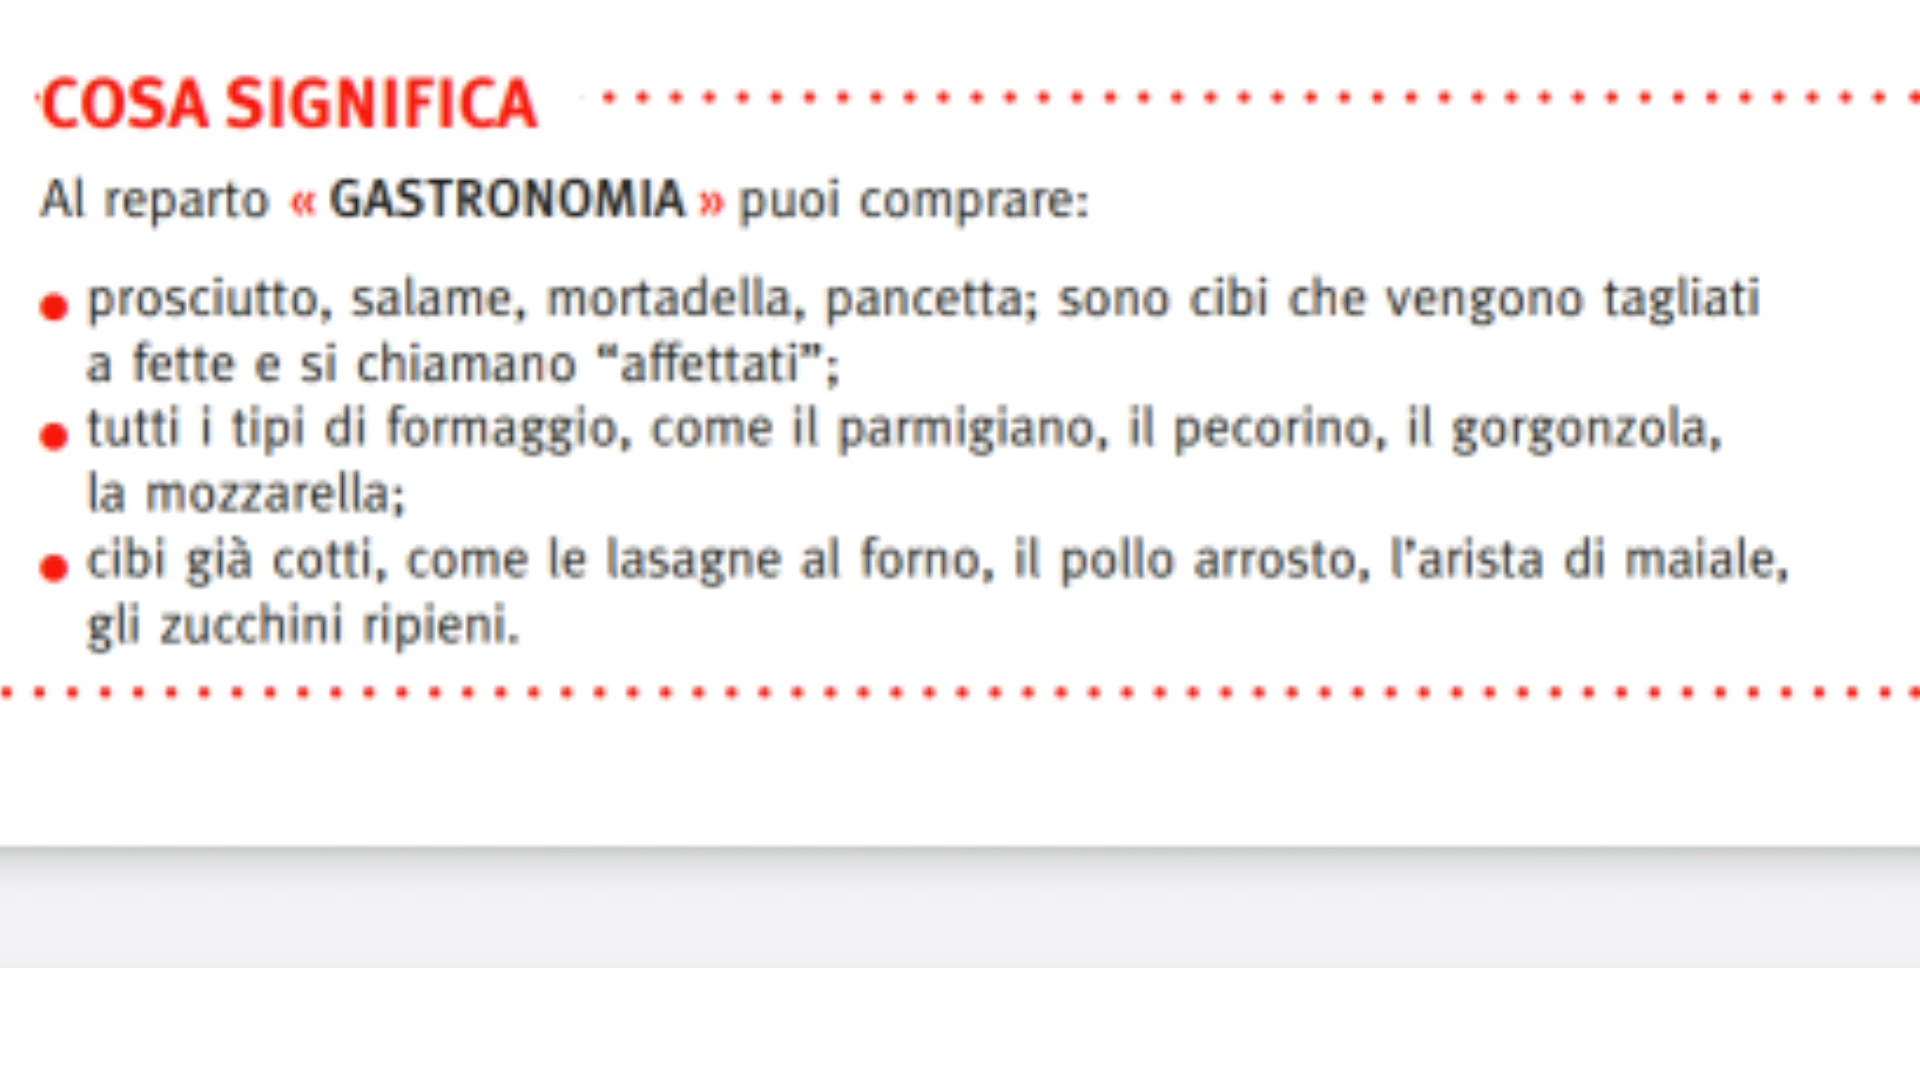 COSA SIGNIFICA
Al reparto « GASTRONOMIA » puoi comprare:
● prosciutto, salame, mortadella, pancetta; sono cibi che vengono tagliati
a fette e si chiamano “affettati”;
● tutti i tipi di formaggio, come il parmigiano, il pecorino, il gorgonzola,
la mozzarella;
● cibi già cotti, come le lasagne al forno, il pollo arrosto, l’arista di maiale,
gli zucchini ripieni.